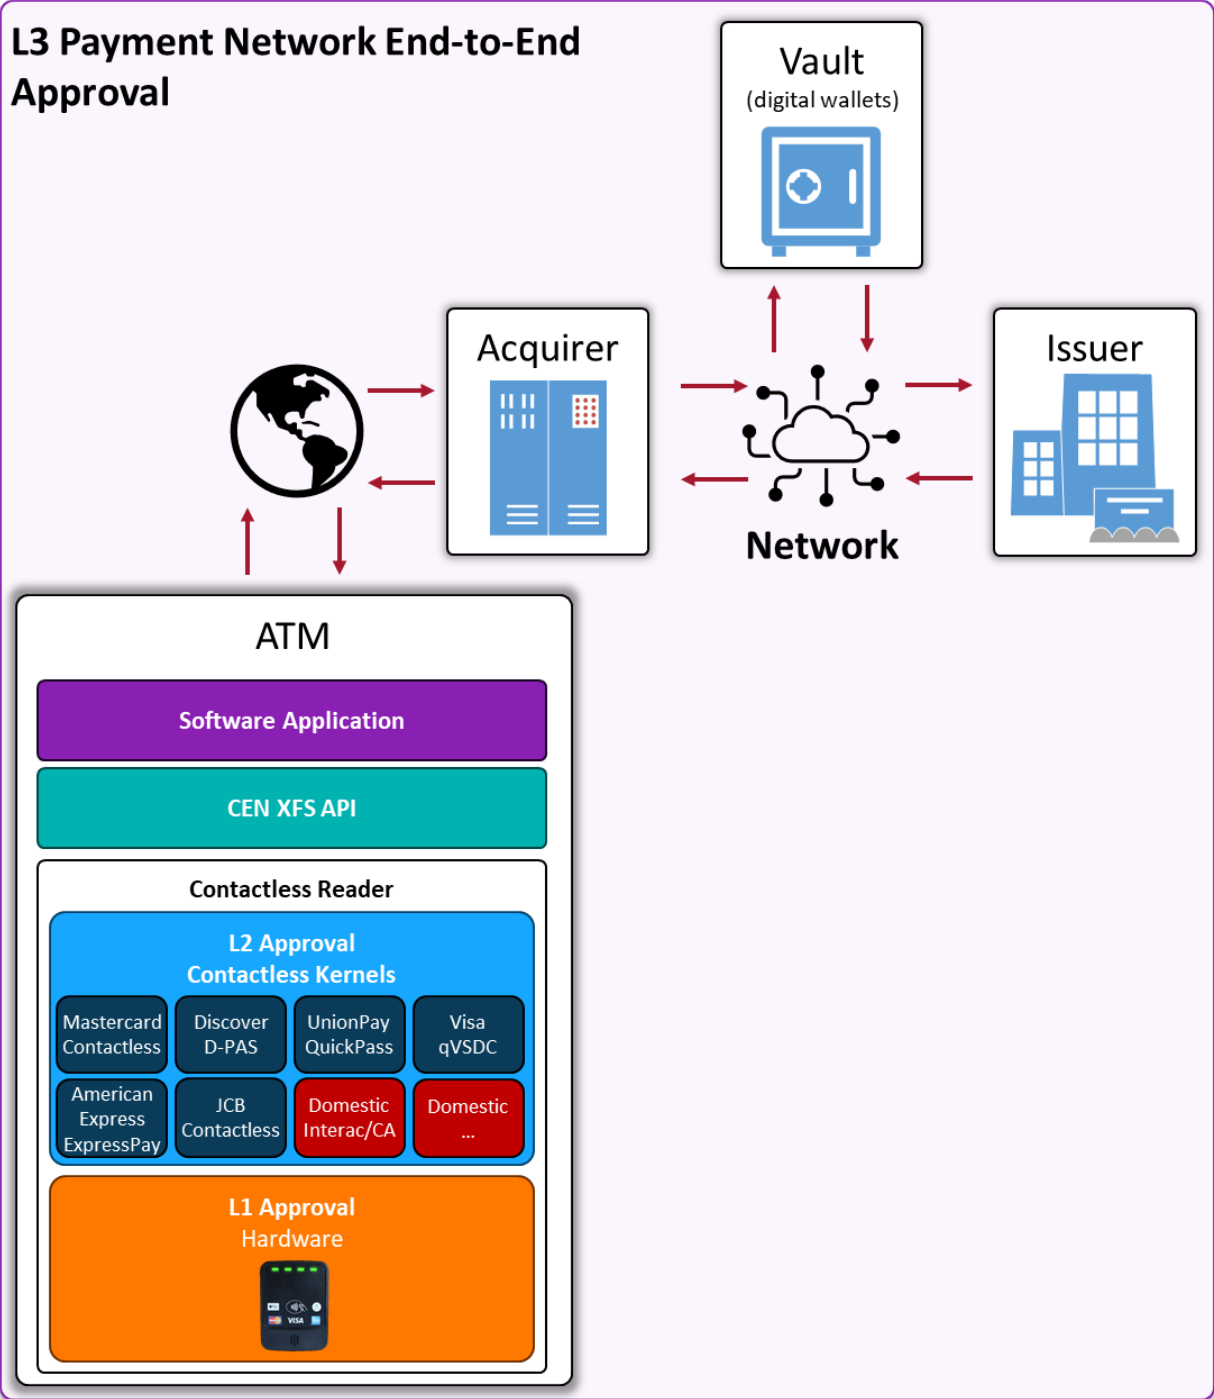 L3 Payment Network End-to-End
Approval
Vault
(digital wallets)
Acquirer
Issuer
Network
ATM
Software Application
CEN XFS API
Contactless Reader
L2 Approval
Contactless Kernels
Mastercard
Contactless
Discover
D-PAS
UnionPay
QuickPass
Visa
qVSDC
American
Express
ExpressPay
JCB
Contactless
Domestic
Interac/CA
Domestic
...
L1 Approval
Hardware
VISA